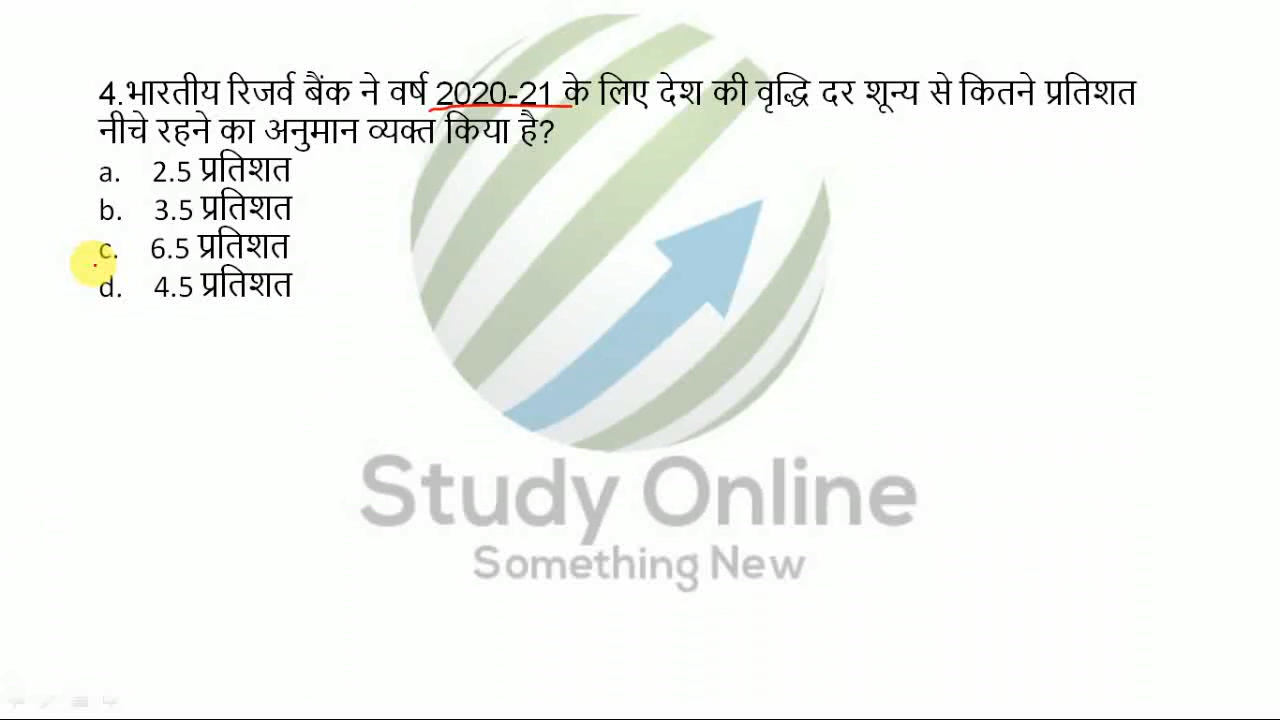 4.भारतीय रिजर्व बैंक ने वर्ष 2020-21 के लिए देश की वृद्धि दर शून्य से कितने प्रतिशत
नीचे रहने का अनुमान व्यक्त किया है?
a. 2.5 प्रतिशत
b. 3.5 प्रतिशत
c. 6.5 प्रतिशत
d. 4.5 प्रतिशत
Study Online
Something New